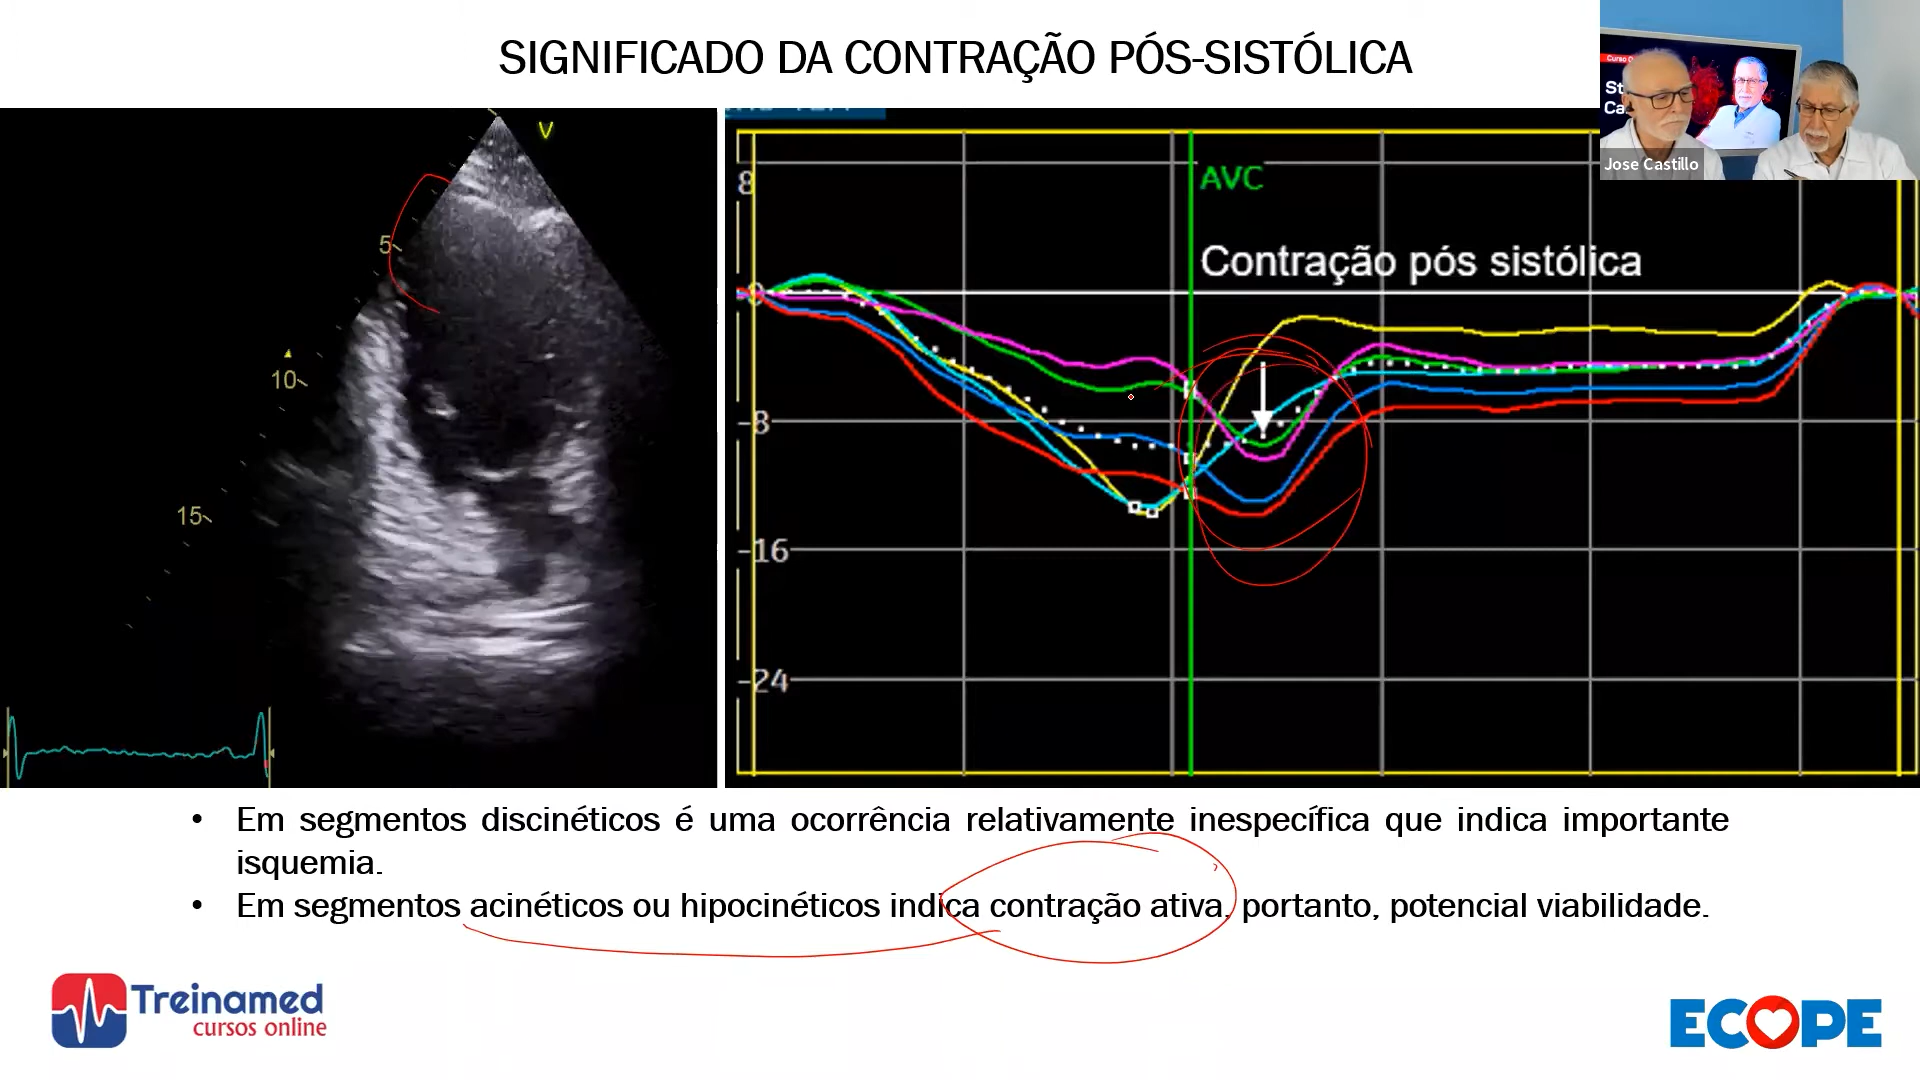 SIGNIFICADO DA CONTRAÇÃO PÓS-SISTÓLICA
Jose Castillo
V
5
10
15
8
0
-8
-16
-24
AVC
Contração pós sistólica
• Em segmentos discinéticos é uma ocorrência relativamente inespecífica que indica importante
isquemia.
• Em segmentos acinéticos ou hipocinéticos indica contração ativa, portanto, potencial viabilidade.
Treinamed
cursos online
ECOPE